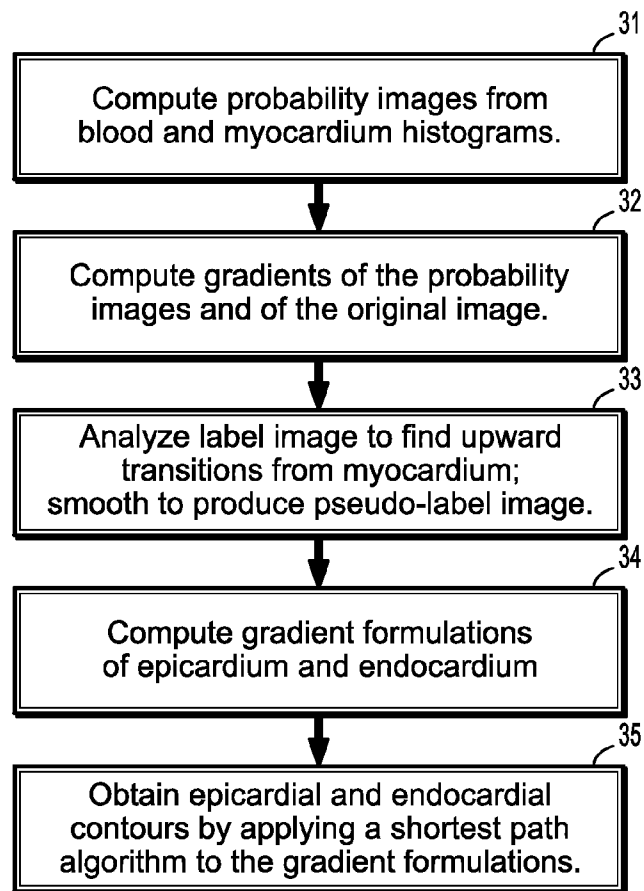 31
Compute probability images from
blood and myocardium histograms.
32
Compute gradients of the probability
images and of the original image.
33
Analyze label image to find upward
transitions from myocardium;
smooth to produce pseudo-label image.
34
Compute gradient formulations
of epicardium and endocardium
35
Obtain epicardial and endocardial
contours by applying a shortest path
algorithm to the gradient formulations.